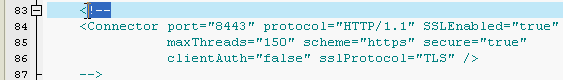 83 <!--
84 <Connector port="8443" protocol="HTTP/1.1" SSLEnabled="true"
85 maxThreads="150" scheme="https" secure="true"
86 clientAuth="false" sslProtocol="TLS" />
87 -->